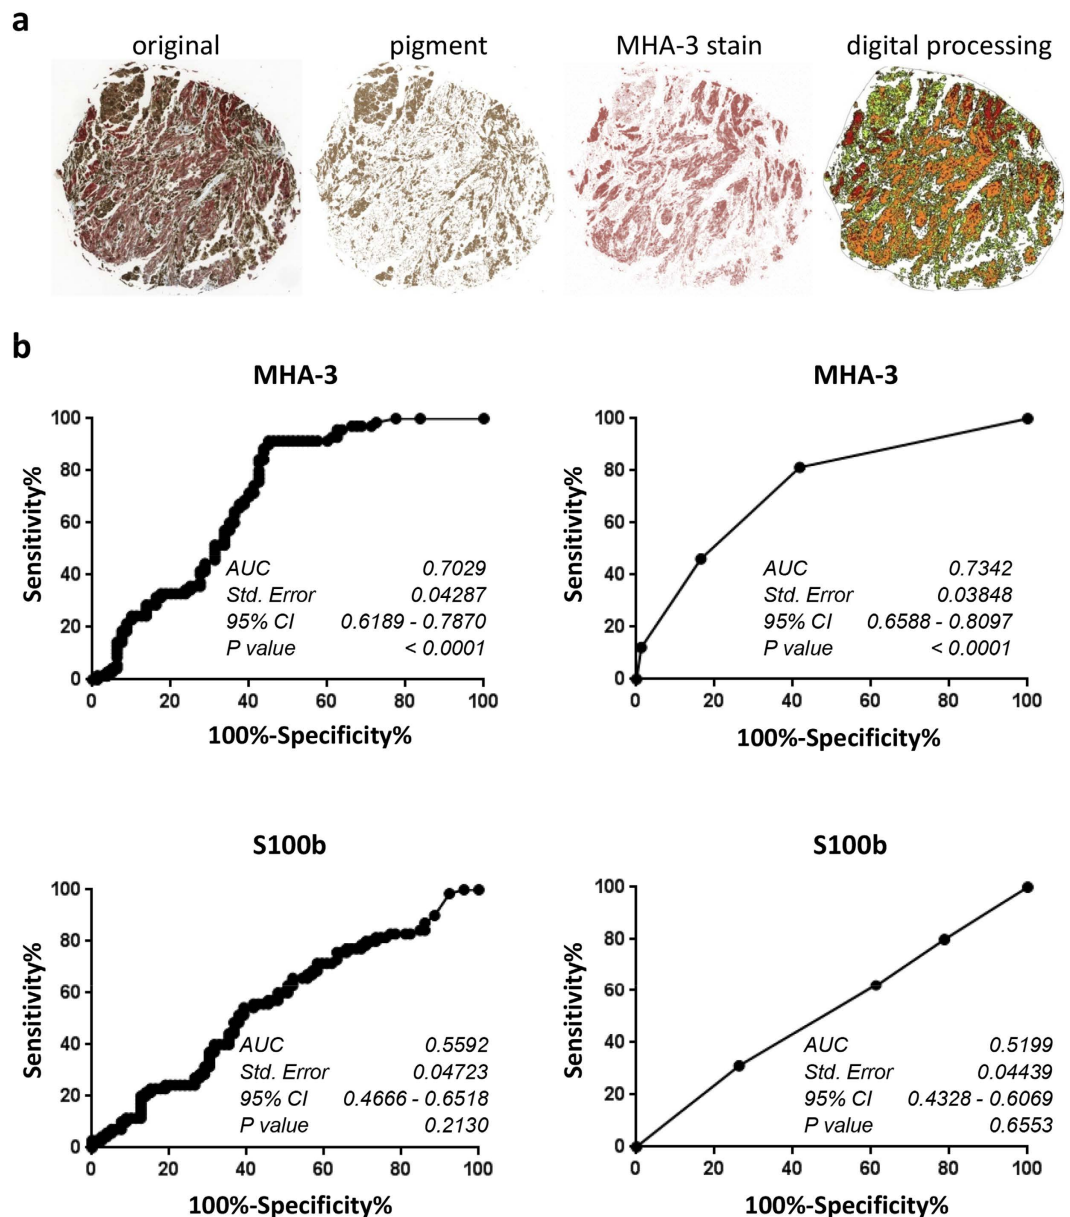 a
original pigment MHA-3 stain digital processing
b
MHA-3
100
80
60
40
20
0
Sensitivity%
AUC 0.7029
Std. Error 0.04287
95% CI 0.6189 - 0.7870
P value < 0.0001
0 20 40 60 80 100
100%-Specificity%
MHA-3
100
80
60
40
20
0
Sensitivity%
AUC 0.7342
Std. Error 0.03848
95% CI 0.6588 - 0.8097
P value < 0.0001
0 20 40 60 80 100
100%-Specificity%
S100b
100
80
60
40
20
0
Sensitivity%
AUC 0.5592
Std. Error 0.04723
95% CI 0.4666 - 0.6518
P value 0.2130
0 20 40 60 80 100
100%-Specificity%
S100b
100
80
60
40
20
0
Sensitivity%
AUC 0.5199
Std. Error 0.04439
95% CI 0.4328 - 0.6069
P value 0.6553
0 20 40 60 80 100
100%-Specificity%